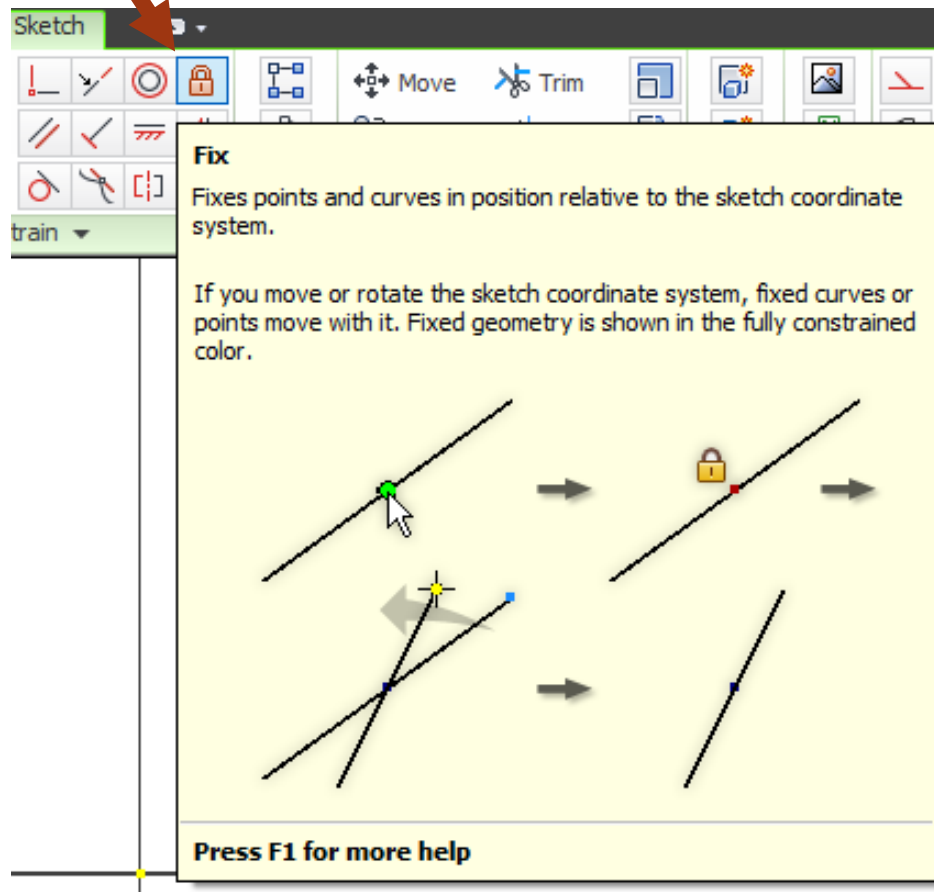 Sketch
Move
Trim
Fix
Fixes points and curves in position relative to the sketch coordinate
system.
train
If you move or rotate the sketch coordinate system, fixed curves or
points move with it. Fixed geometry is shown in the fully constrained
color.
Press F1 for more help